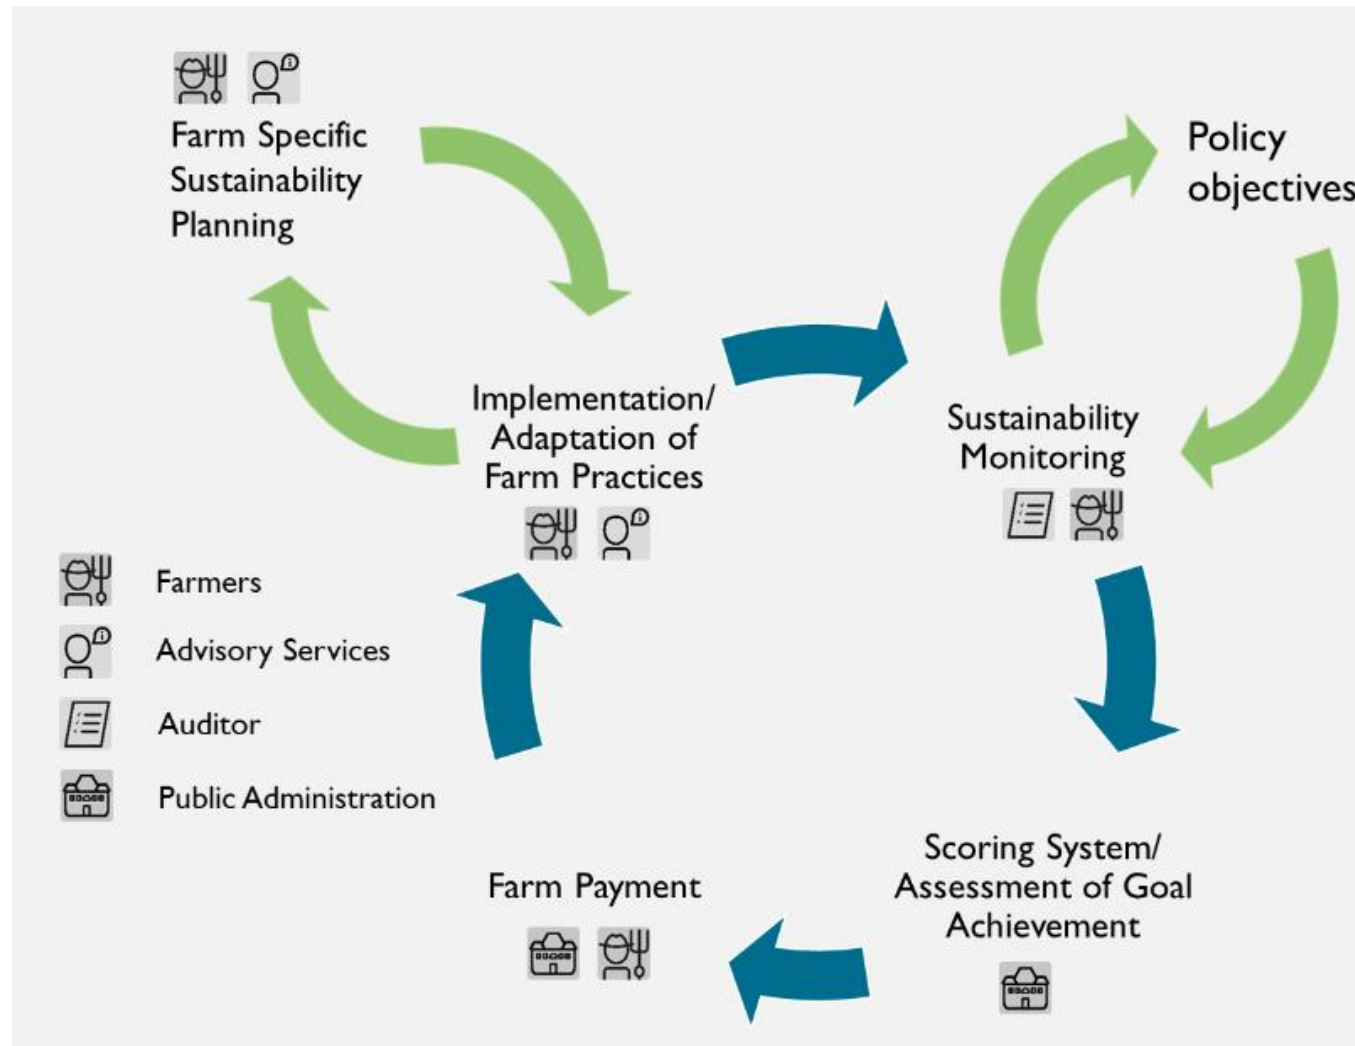 Farm Specific
Sustainability
Planning
Policy
objectives
Implementation/
Adaptation of
Farm Practices
Sustainability
Monitoring
Farmers
Advisory Services
Auditor
Public Administration
Farm Payment
Scoring System/
Assessment of Goal
Achievement